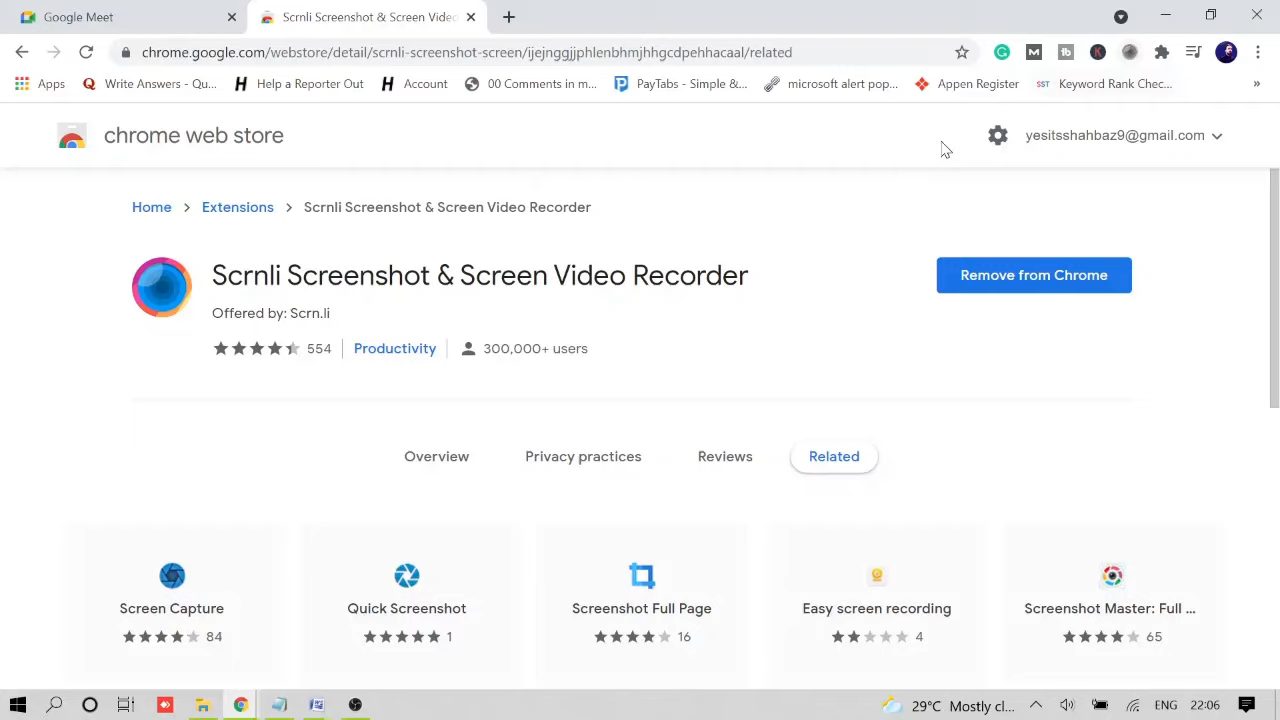 Google Meet
Scrnli Screenshot & Screen Video
chrome.google.com/webstore/detail/scrnli-screenshot-screen/ijejnggjjphlenbhmjhhgcdpehhacaal/related
Apps
Write Answers - Qu...
Help a Reporter Out
Account
00 Comments in m...
PayTabs - Simple &...
microsoft alert pop...
Appen Register
SST
Keyword Rank Chec...
»
chrome web store
yesitsshahbaz9@gmail.com
Home > Extensions > Scrnli Screenshot & Screen Video Recorder
Scrnli Screenshot & Screen Video Recorder
Remove from Chrome
Offered by: Scrn.li
554
Productivity
300,000+ users
Overview
Privacy practices
Reviews
Related
Screen Capture
Quick Screenshot
Screenshot Full Page
Easy screen recording
Screenshot Master: Full ...
84
1
16
4
65
29°C Mostly cl...
ENG
22:06